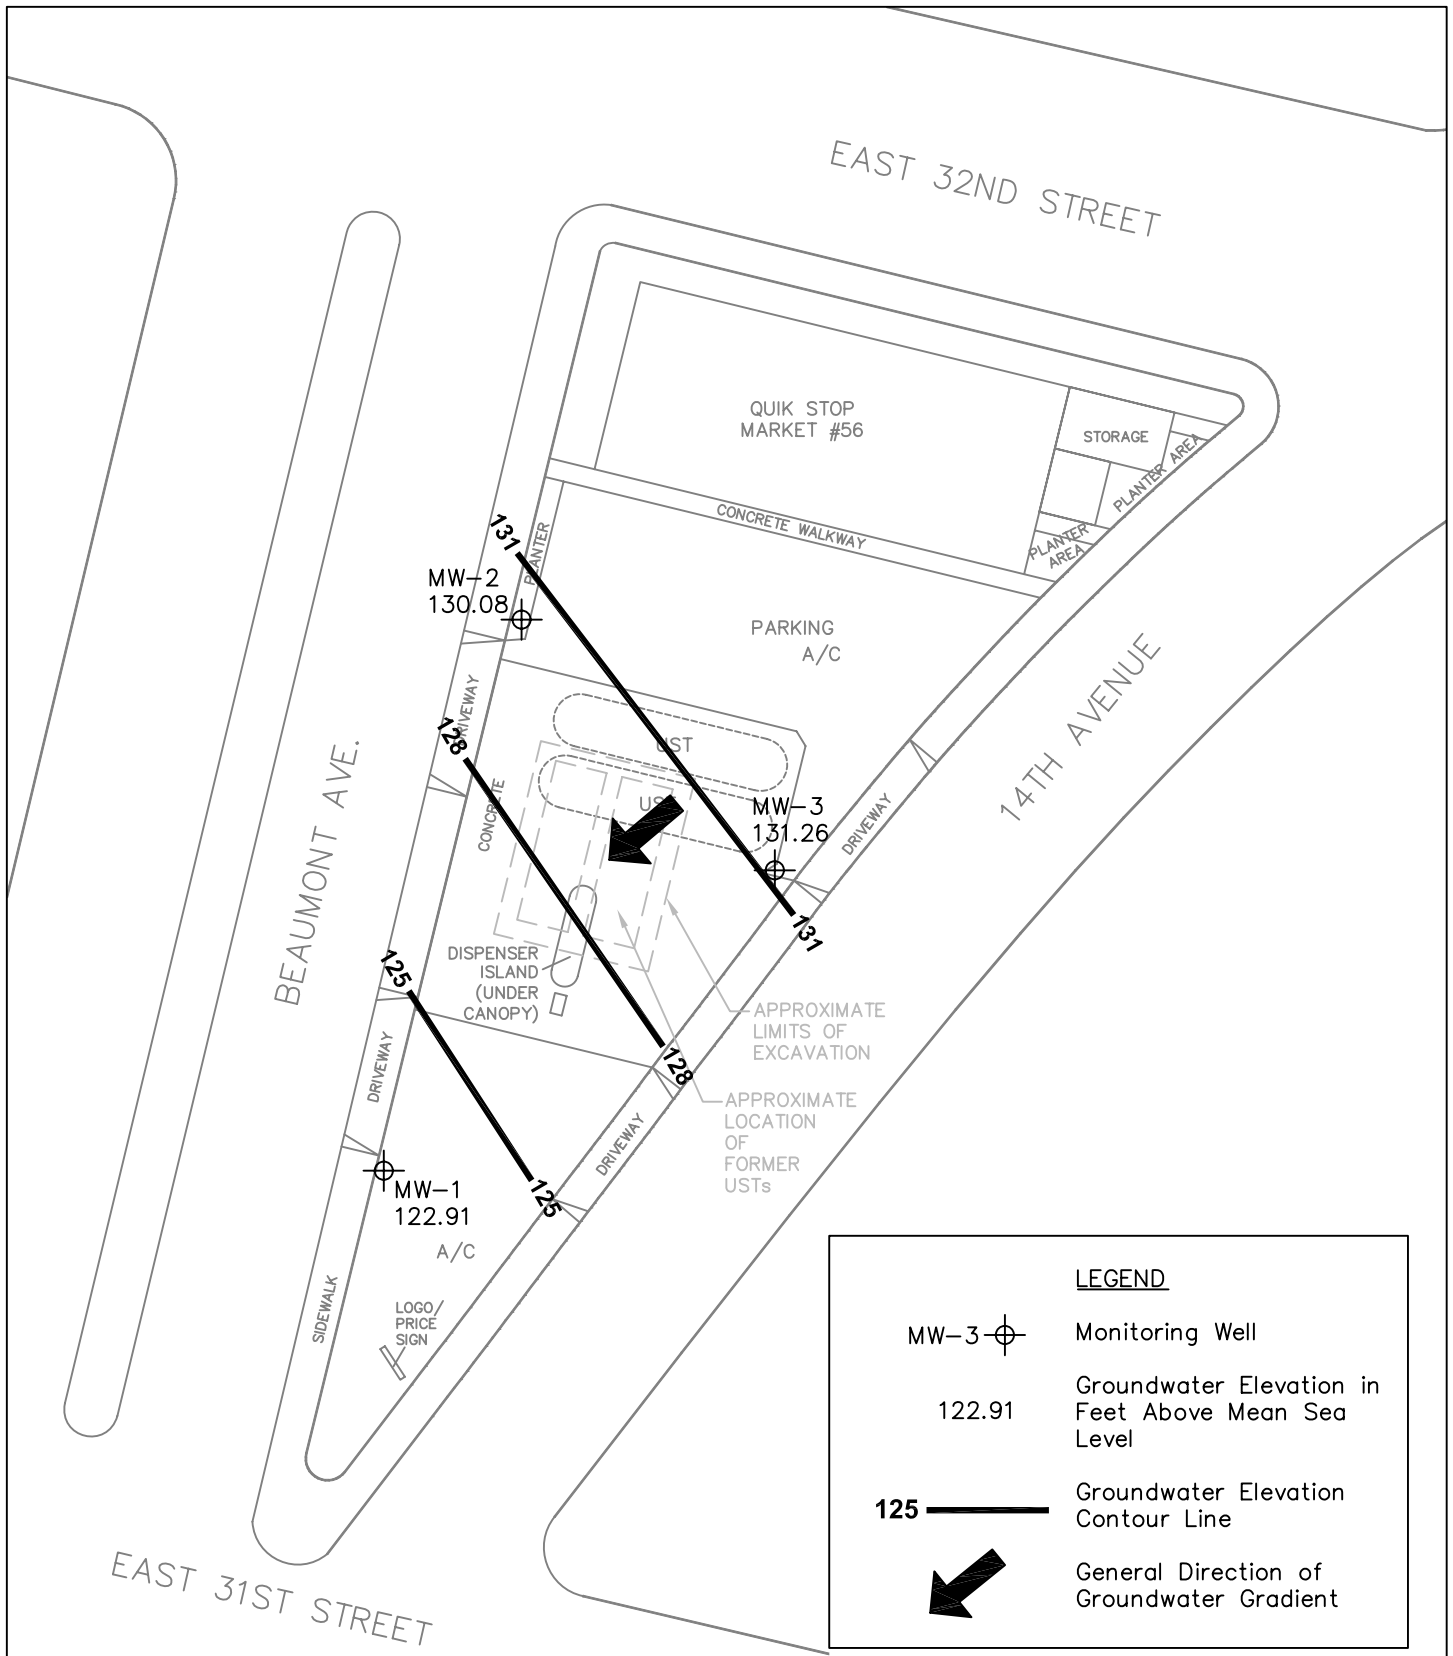 EAST 32ND STREET
QUIK STOP
MARKET #56
STORAGE
PLANTER AREA
PLANTER
AREA
CONCRETE WALKWAY
131
PLANTER
MW-2
130.08
PARKING
A/C
14TH AVENUE
DRIVEWAY
128
UST
UST
CONCRETE
MW-3
131.26
DRIVEWAY
131
BEAUMONT AVE.
DISPENSER
ISLAND
(UNDER
CANOPY)
125
APPROXIMATE
LIMITS OF
EXCAVATION
128
DRIVEWAY
APPROXIMATE
LOCATION
OF
FORMER
USTs
DRIVEWAY
125
MW-1
122.91
A/C
SIDEWALK
LOGO/
PRICE
SIGN
EAST 31ST STREET
LEGEND
MW-3
Monitoring Well
122.91
Groundwater Elevation in
Feet Above Mean Sea
Level
125
Groundwater Elevation
Contour Line
General Direction of
Groundwater Gradient